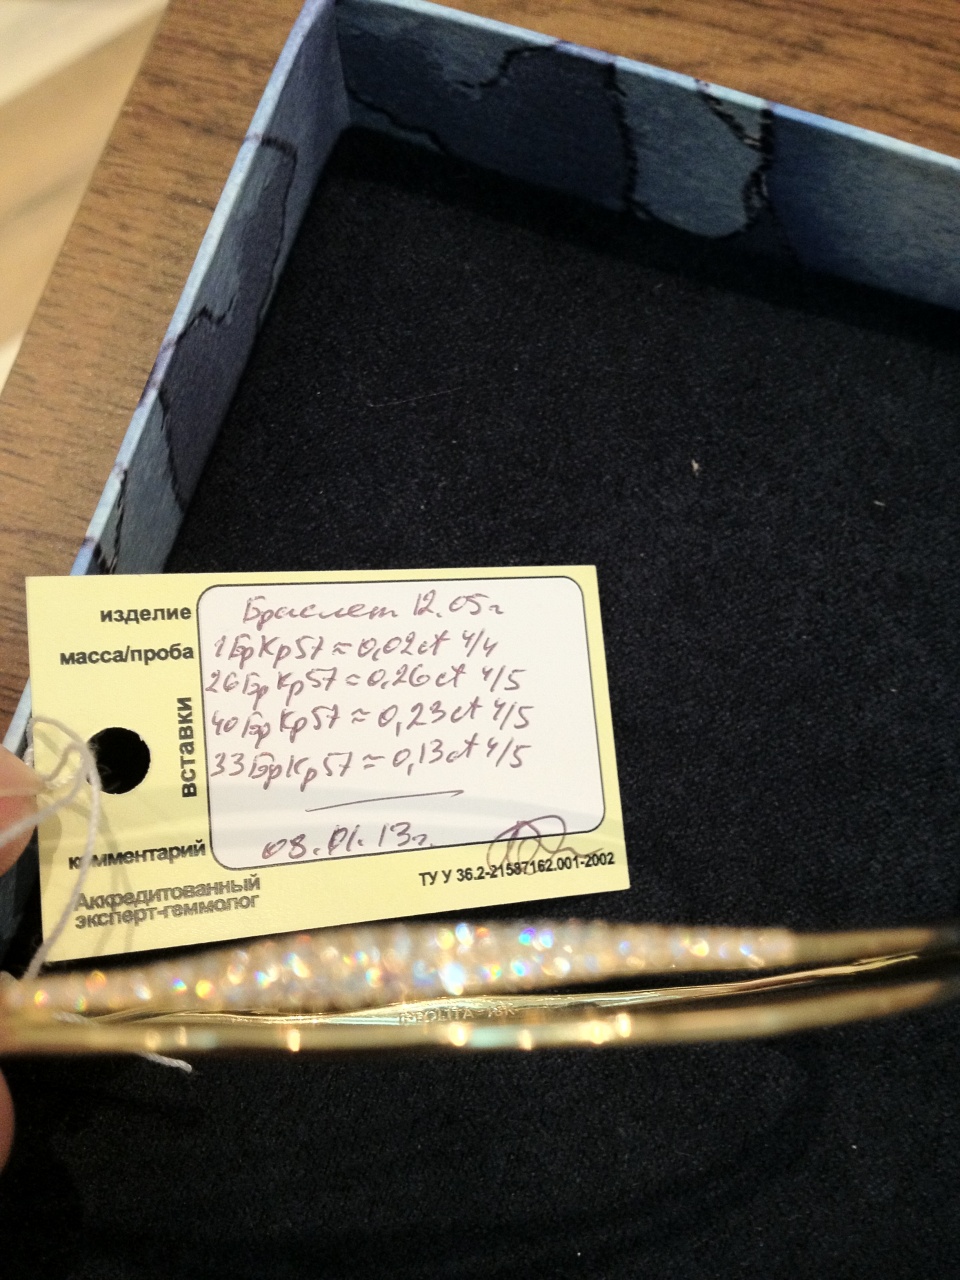 изделие Браслет 12.05г
масса/проба 1БрКр57 ≈ 0,02ct 4/4
26БрКр57 ≈ 0,26ct 4/5
вставки 40БрКр57 ≈ 0,23ct 4/5
33БрКр57 ≈ 0,13ct 4/5
комментарий 08.01.13г.
Аккредитованный
эксперт-геммолог
ТУ У 36.2-21587162.001-2002
IPPOLITA 18K